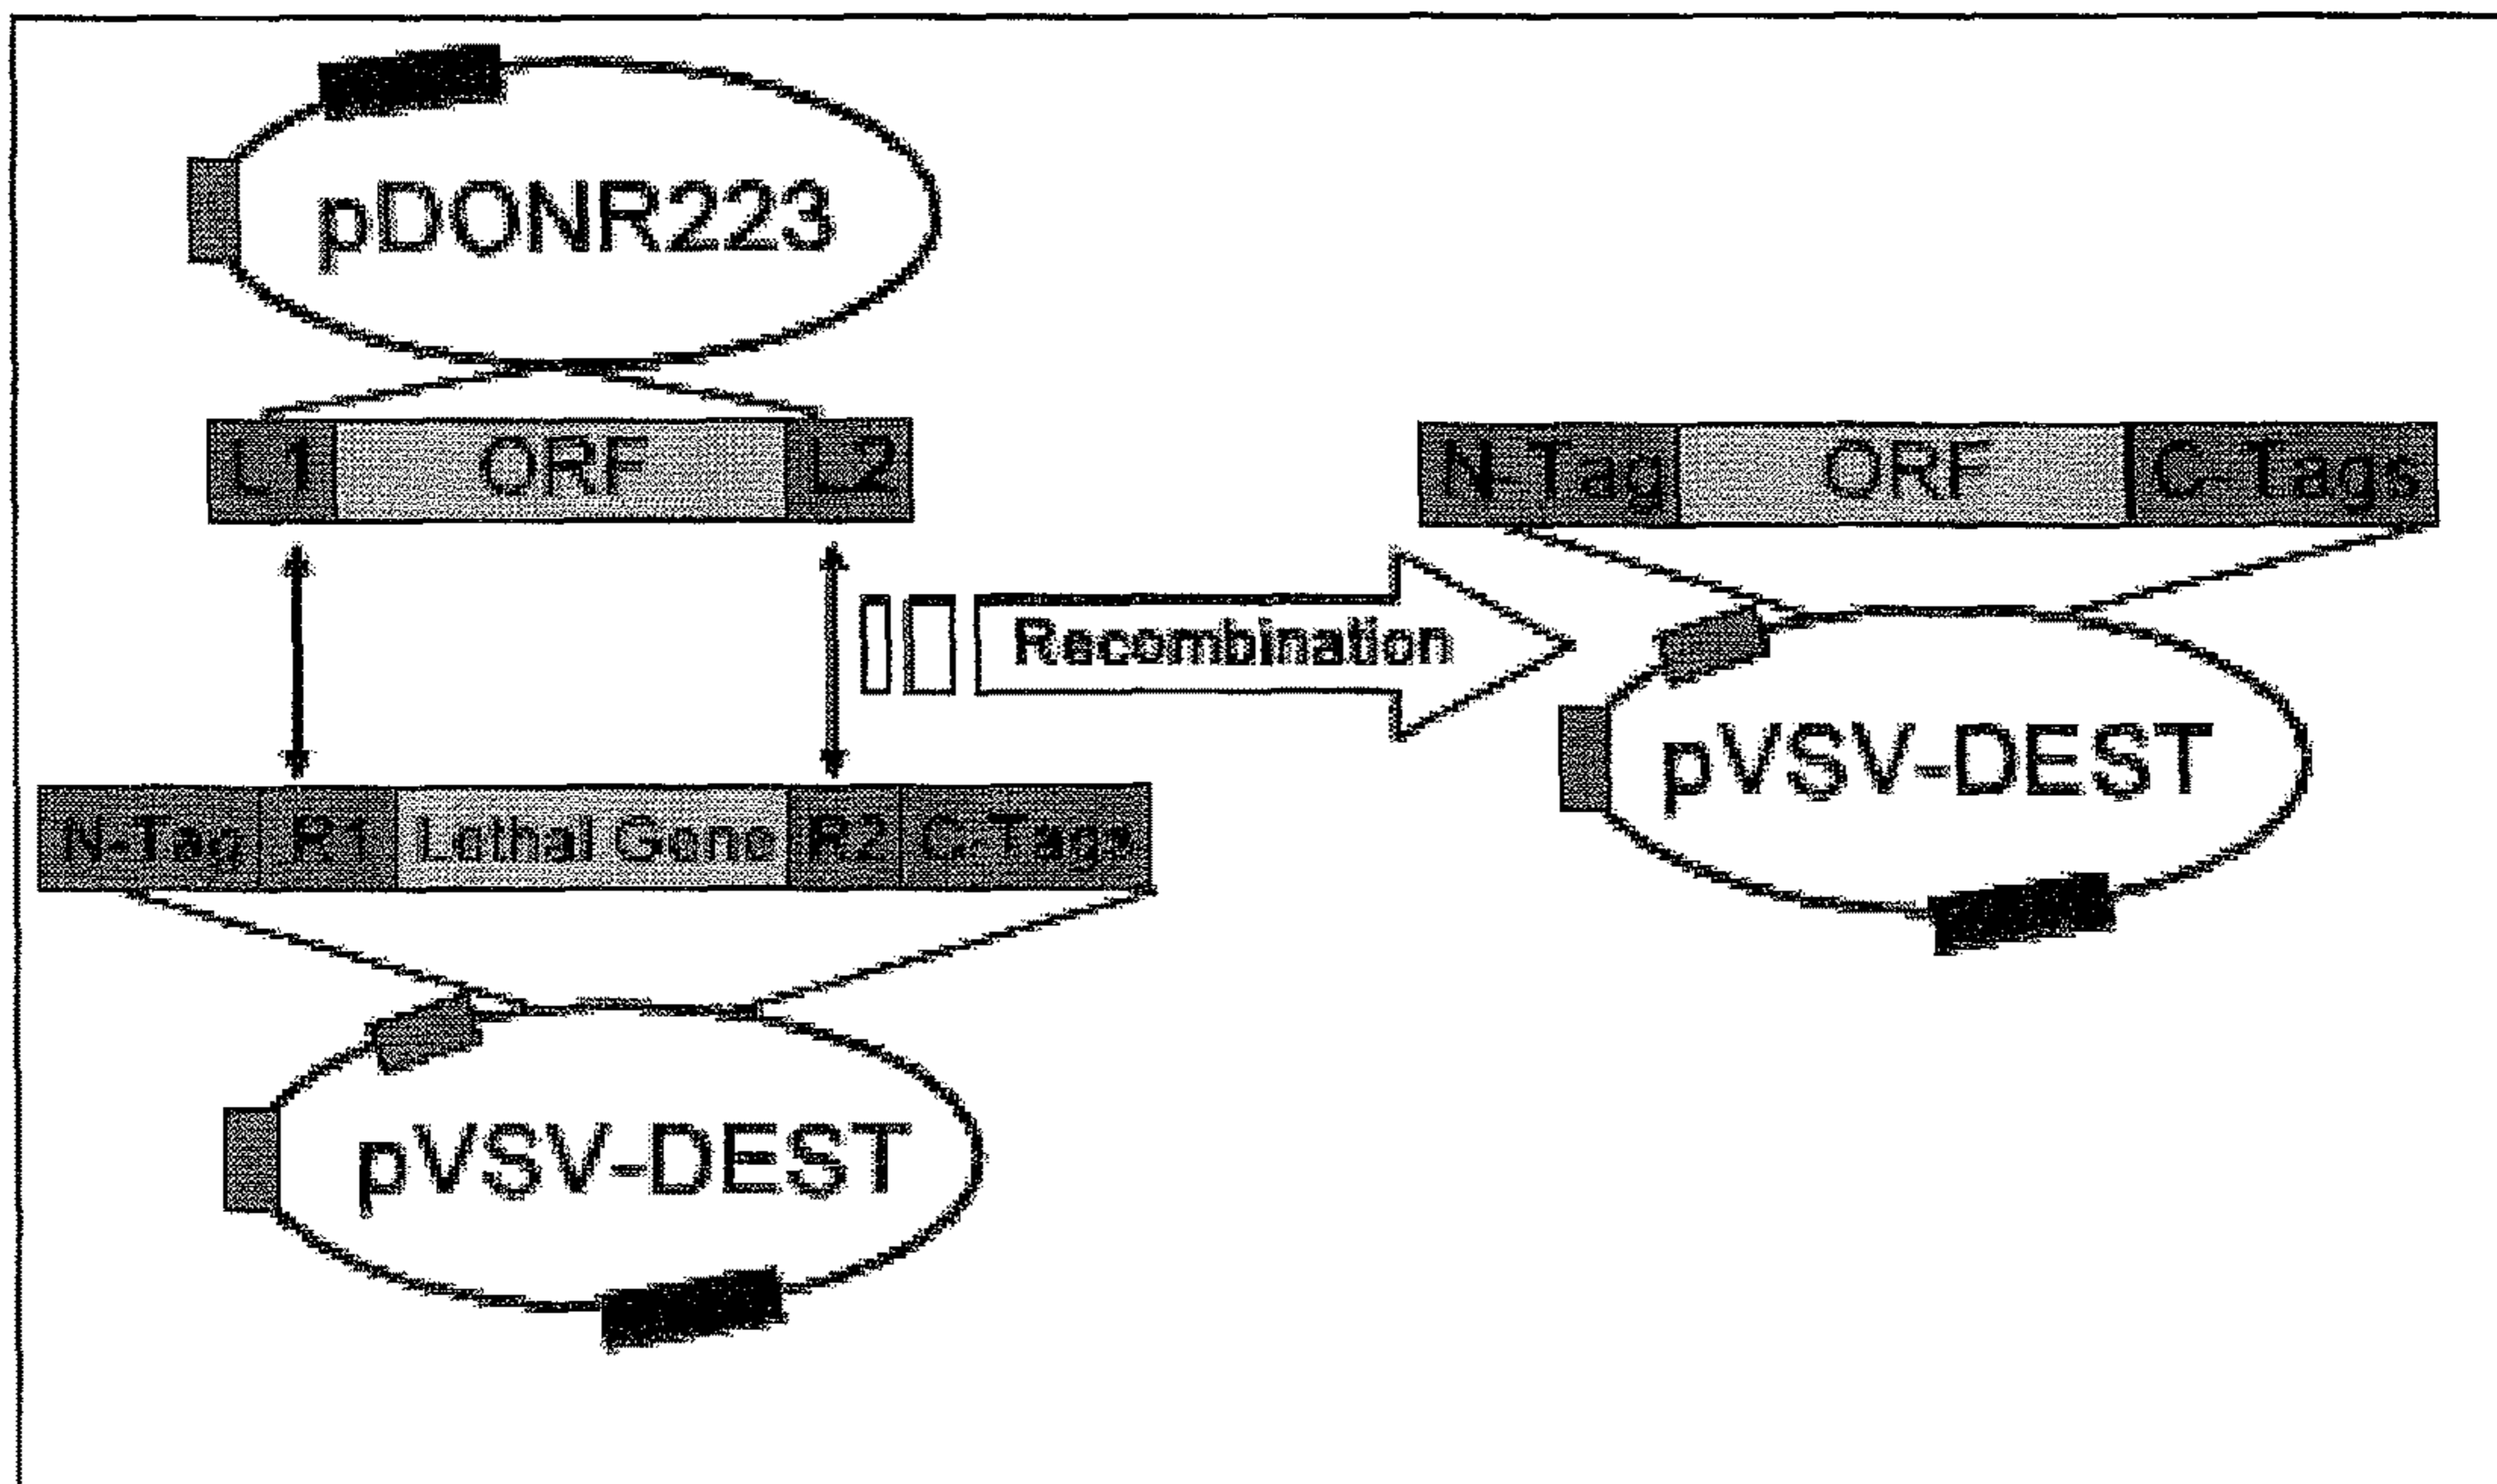 pDONR223
L1 ORF L2
N-Tag ORF C-Tags
Recombination
N-Tag R1 Lethal Gene R2 C-Tags
pVSV-DEST
pVSV-DEST